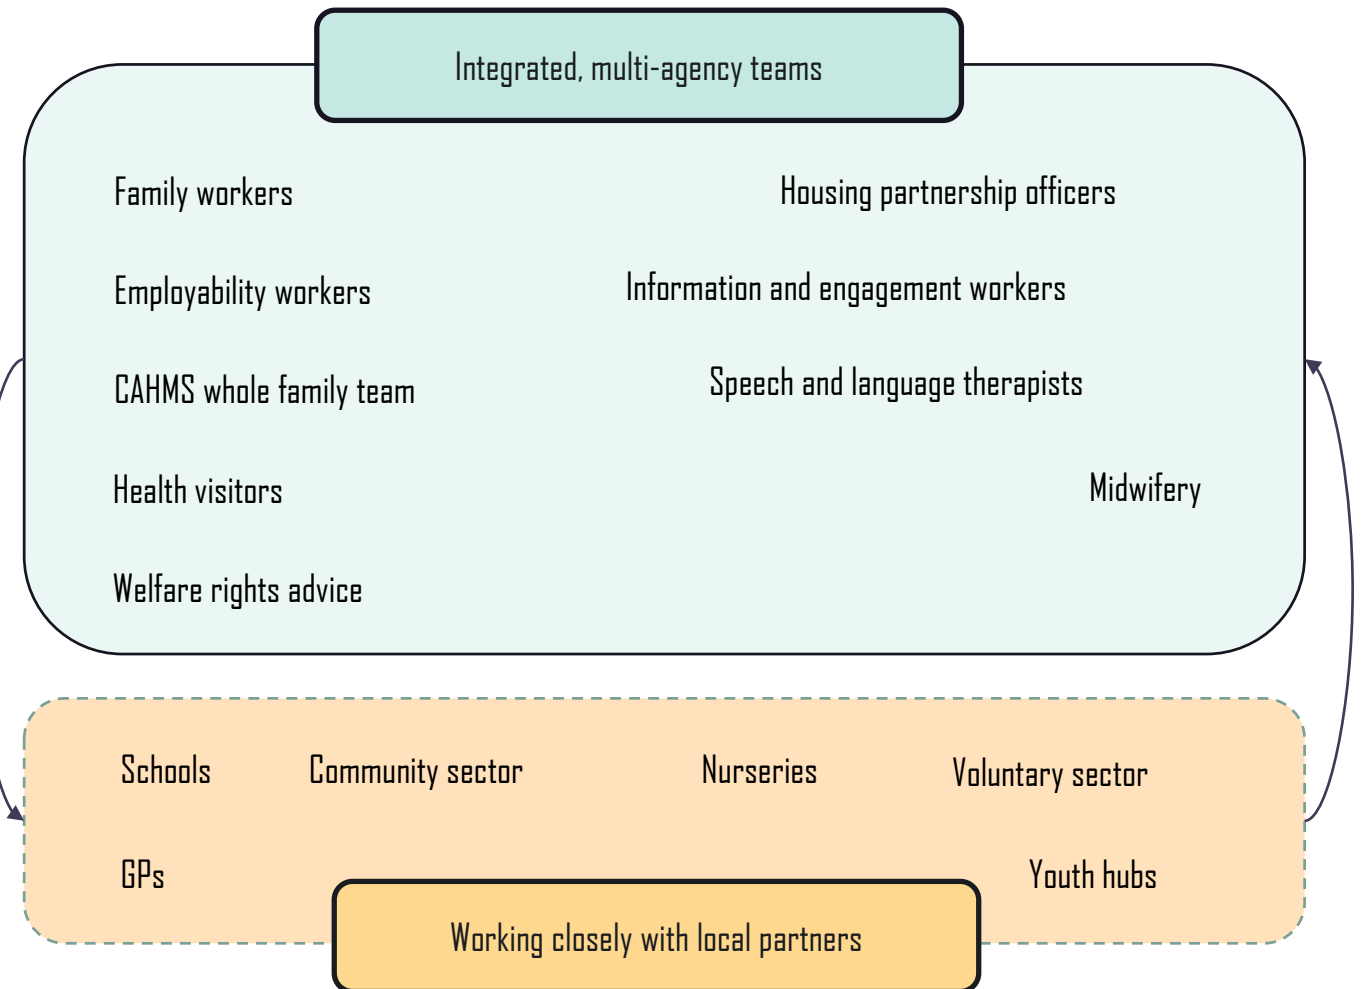 Integrated, multi-agency teams
Family workers
Housing partnership officers
Employability workers
Information and engagement workers
CAHMS whole family team
Speech and language therapists
Health visitors
Midwifery
Welfare rights advice
Schools
Community sector
Nurseries
Voluntary sector
GPs
Youth hubs
Working closely with local partners